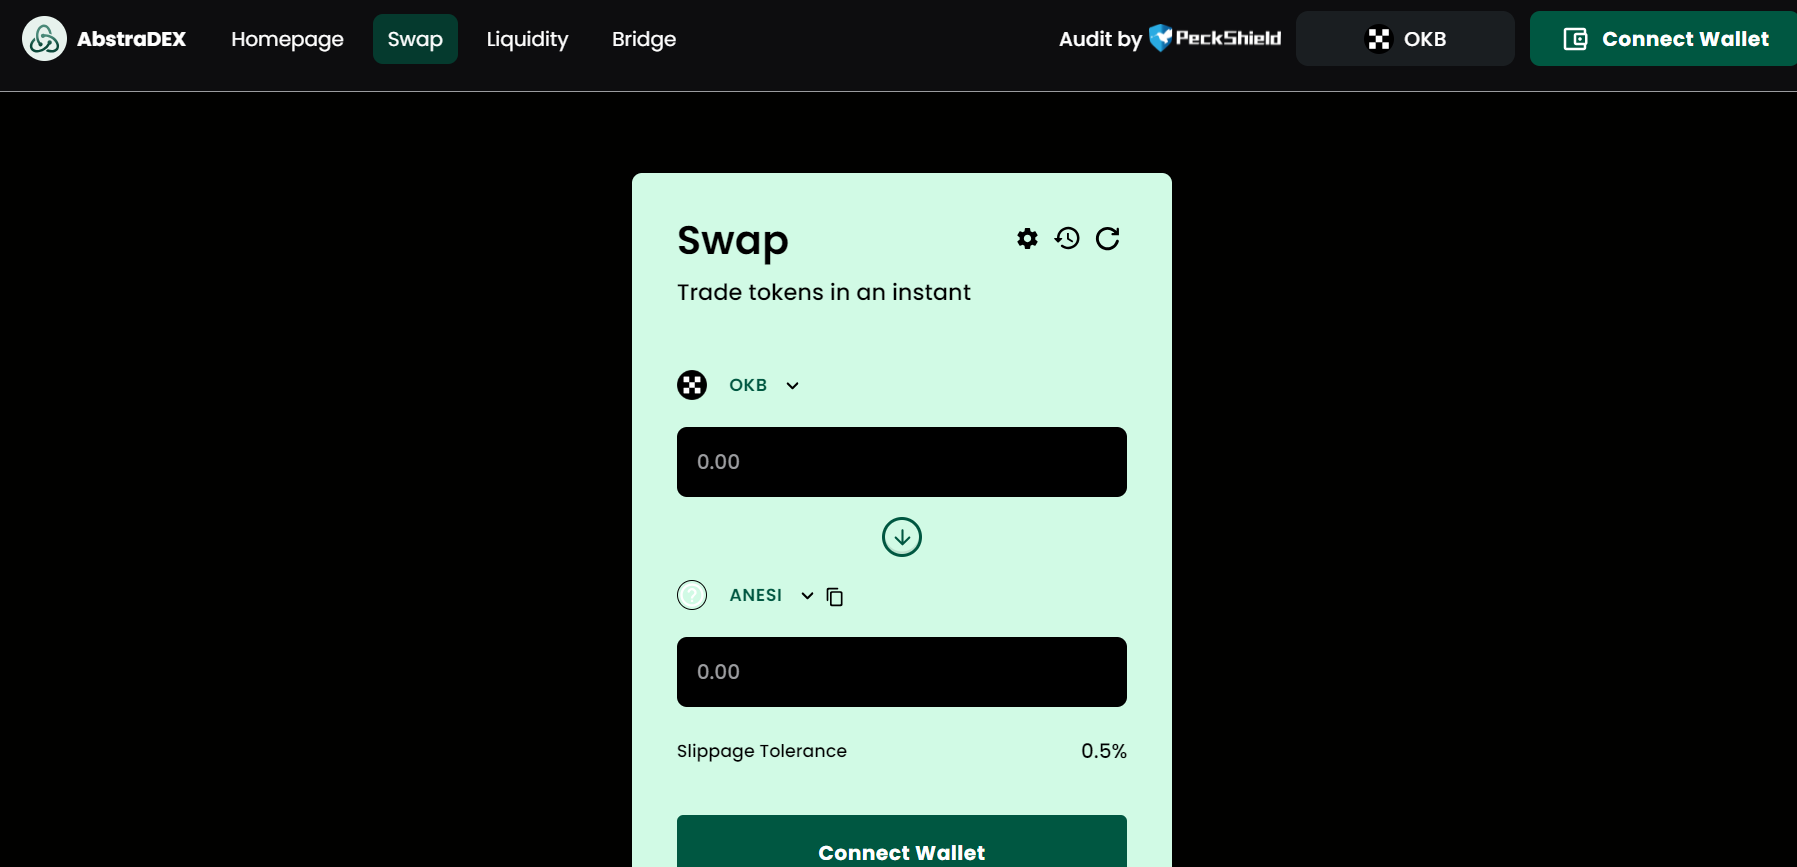 AbstraDEX Homepage Swap Liquidity Bridge Audit by PeckShield OKB Connect Wallet
Swap
Trade tokens in an instant
OKB
0.00
? ANESI
0.00
Slippage Tolerance 0.5%
Connect Wallet